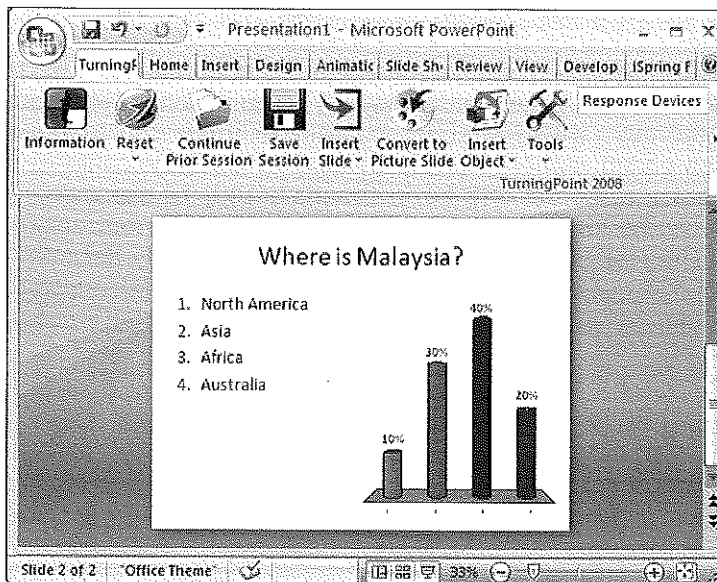 Presentation1 - Microsoft PowerPoint
TurningF Home Insert Design Animatic Slide Sh Review View Develop iSpring F
Information Reset Continue Prior Session Save Session Insert Slide Convert to Picture Slide Insert Object Tools Response Devices
TurningPoint 2008
Where is Malaysia?
1. North America
2. Asia
3. Africa
4. Australia
10%
30%
40%
20%
Slide 2 of 2 "Office Theme" 33%